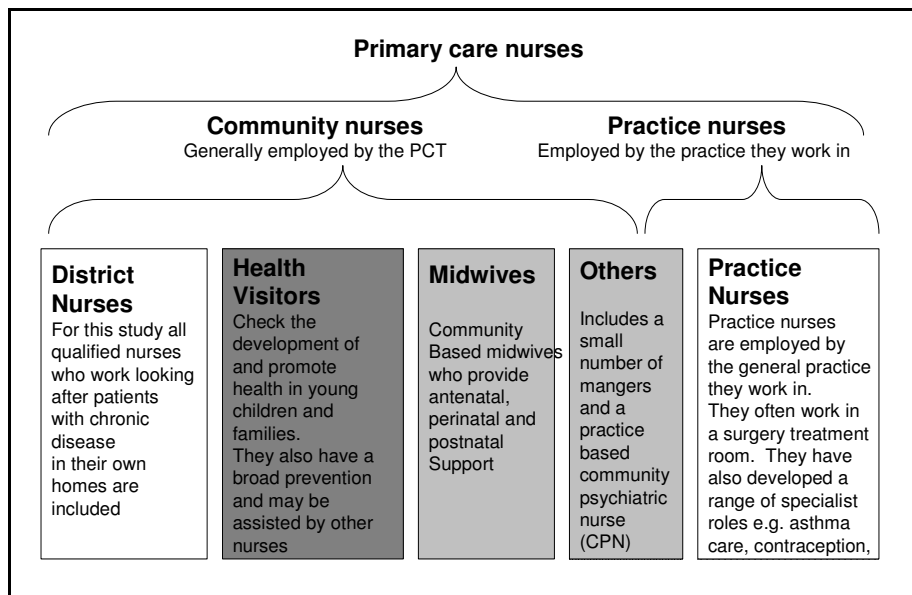 Primary care nurses
Community nurses
Generally employed by the PCT
Practice nurses
Employed by the practice they work in
District
Nurses
For this study all
qualified nurses
who work looking
after patients
with chronic
disease
in their own
homes are
included
Health
Visitors
Check the
development of
and promote
health in young
children and
families.
They also have a
broad prevention
and may be
assisted by other
nurses
Midwives
Community
Based midwives
who provide
antenatal,
perinatal and
postnatal
Support
Others
Includes a
small
number of
mangers
and a
practice
based
community
psychiatric
nurse
(CPN)
Practice
Nurses
Practice nurses
are employed by
the general practice
they work in.
They often work in
a surgery treatment
room. They have
also developed a
range of specialist
roles e.g. asthma
care, contraception,